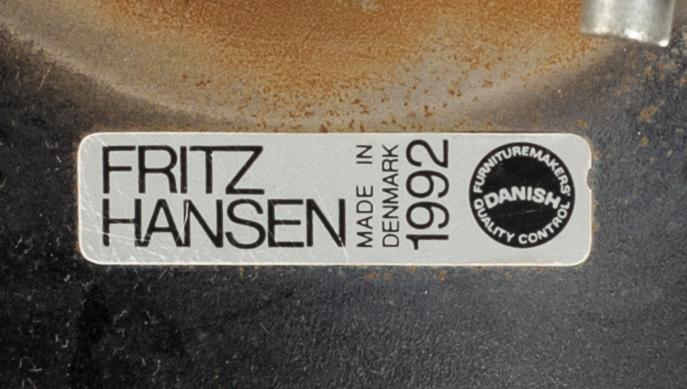 FRITZ
HANSEN
MADE IN
DENMARK
1992
FURNITUREMAKERS'
DANISH
QUALITY CONTROL